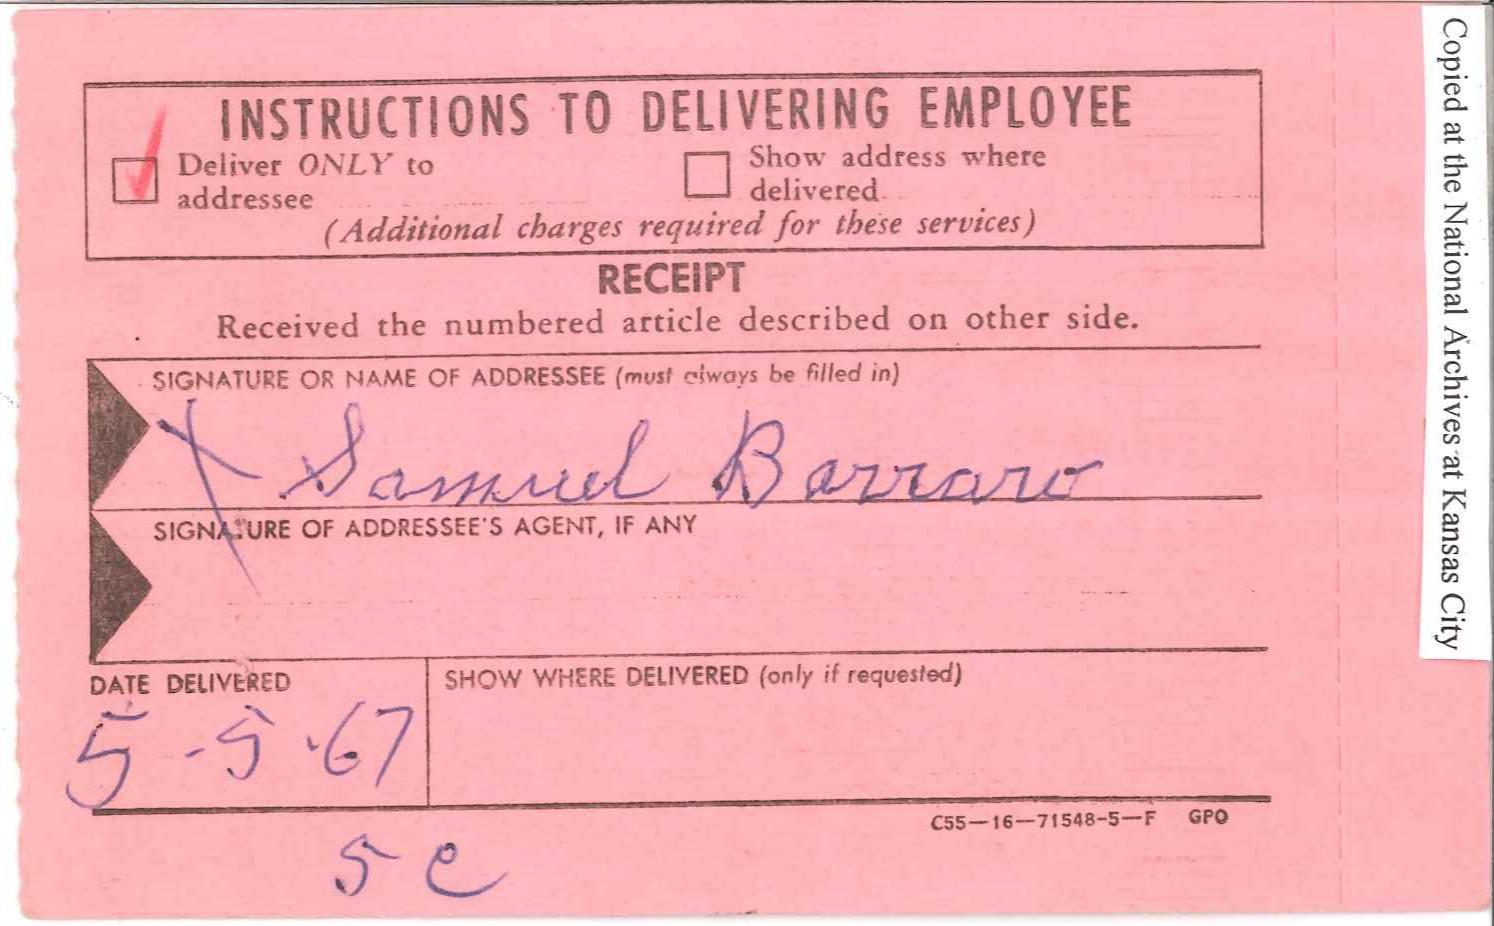 INSTRUCTIONS TO DELIVERING EMPLOYEE
Deliver ONLY to
addressee
Show address where
delivered
(Additional charges required for these services)
RECEIPT
Received the numbered article described on other side.
SIGNATURE OR NAME OF ADDRESSEE (must always be filled in)
X Samuel Barraro
SIGNATURE OF ADDRESSEE'S AGENT, IF ANY
DATE DELIVERED
5-5-67
SHOW WHERE DELIVERED (only if requested)
C55—16—71548-5—F GPO
5 c
Copied at the National Archives at Kansas City